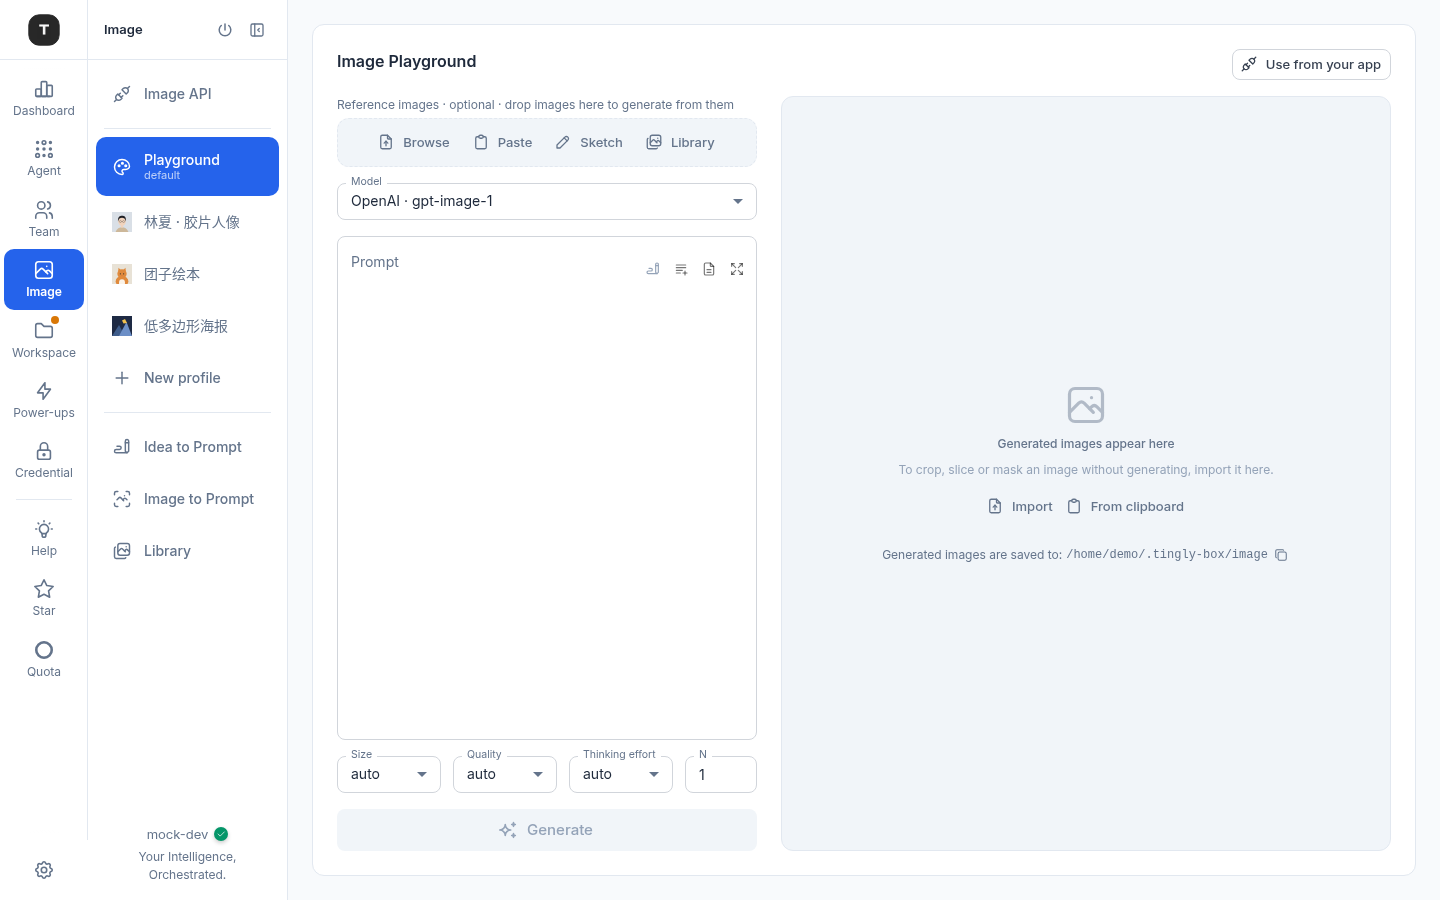 T
Image
Dashboard
Agent
Team
Image
Workspace
Power-ups
Credential
Help
Star
Quota
Image API
Playground
default
林夏 · 胶片人像
团子绘本
低多边形海报
New profile
Idea to Prompt
Image to Prompt
Library
mock-dev
Your Intelligence,
Orchestrated.
Image Playground
Use from your app
Reference images · optional · drop images here to generate from them
Browse
Paste
Sketch
Library
Model
OpenAI · gpt-image-1
Prompt
Size
auto
Quality
auto
Thinking effort
auto
N
1
Generate
Generated images appear here
To crop, slice or mask an image without generating, import it here.
Import
From clipboard
Generated images are saved to: /home/demo/.tingly-box/image